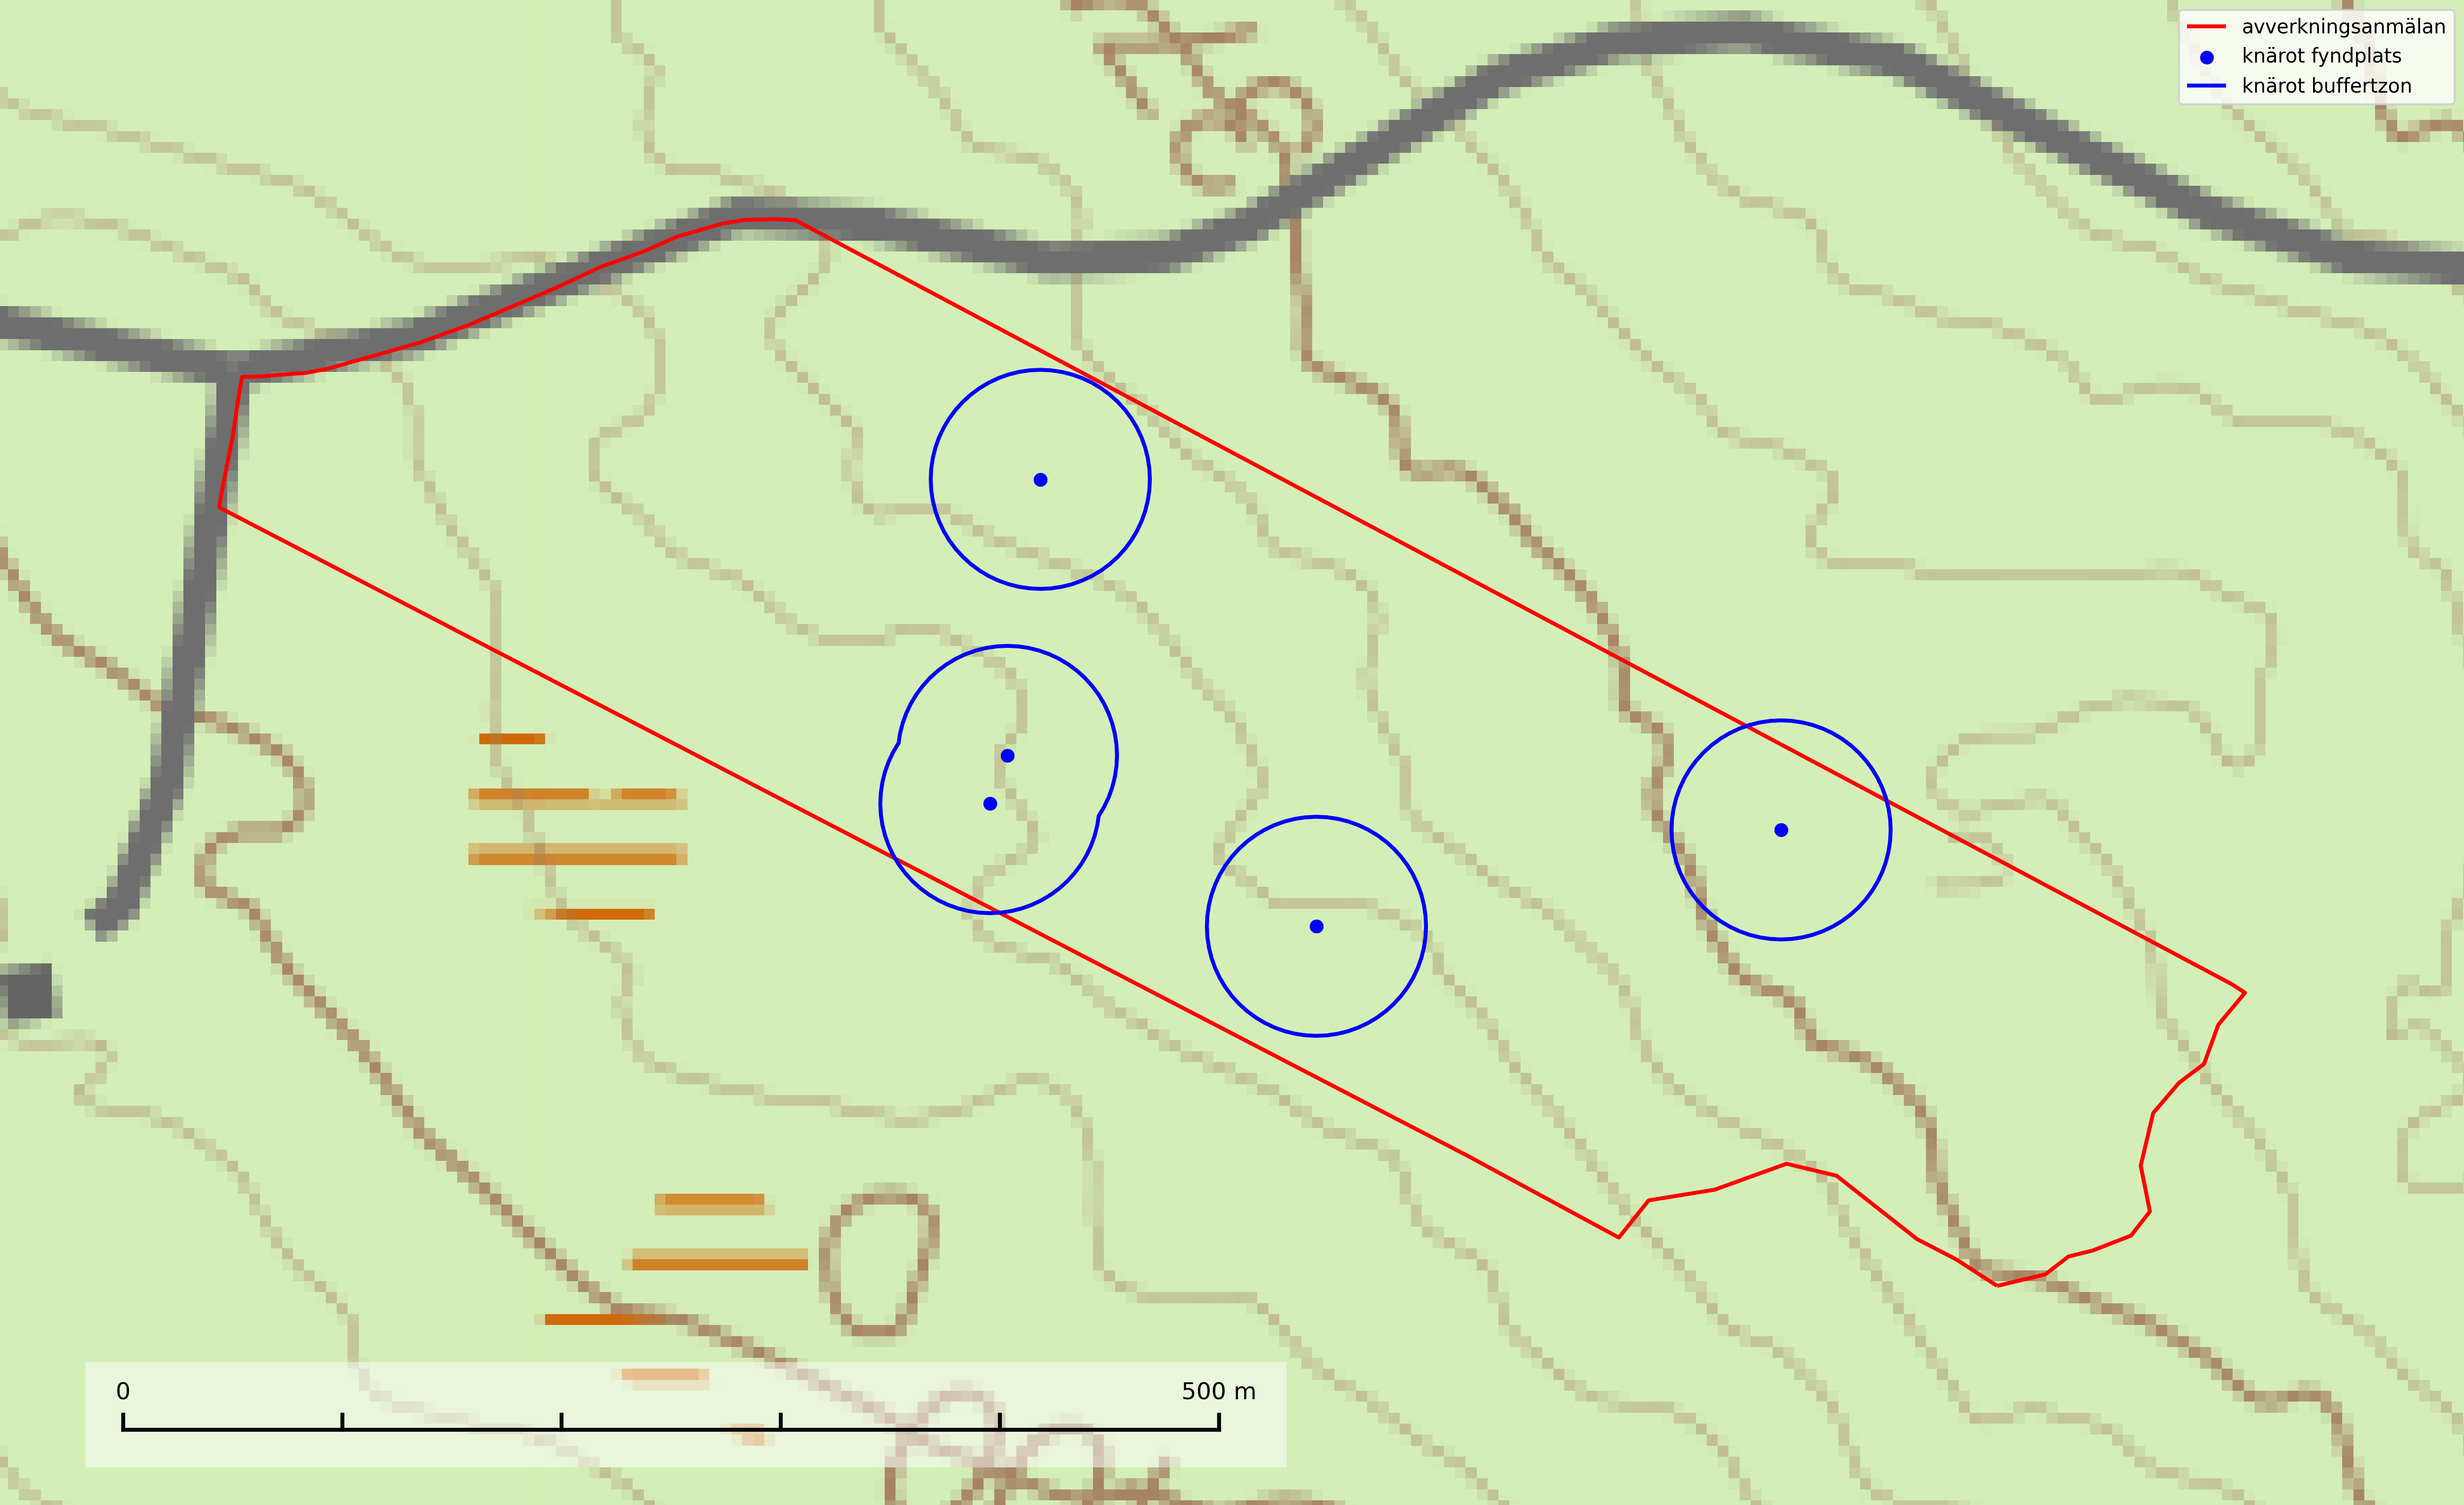 avverkningsanmälan
knärot fyndplats
knärot buffertzon
0 500 m